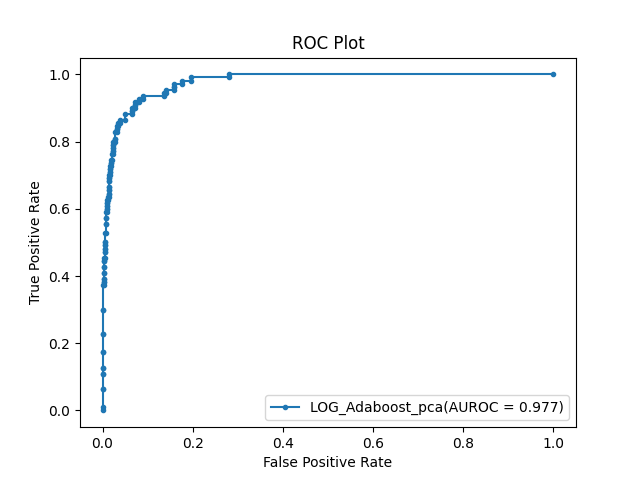 ROC Plot
1.0
0.8
0.6
0.4
0.2
0.0
True Positive Rate
LOG_Adaboost_pca(AUROC = 0.977)
0.0 0.2 0.4 0.6 0.8 1.0
False Positive Rate